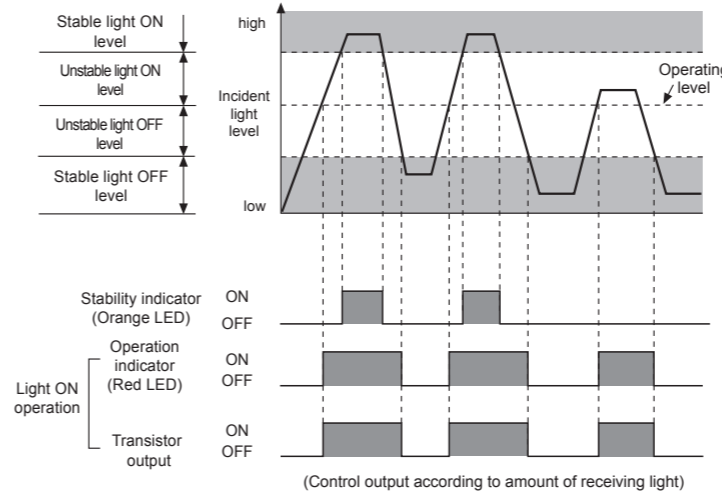 Stable light ON
level
Unstable light ON
level
Unstable light OFF
level
Stable light OFF
level
high
Incident
light
level
low
Operating
level
Stability indicator
(Orange LED)
ON
OFF
Light ON
operation
Operation
indicator
(Red LED)
ON
OFF
Transistor
output
ON
OFF
(Control output according to amount of receiving light)